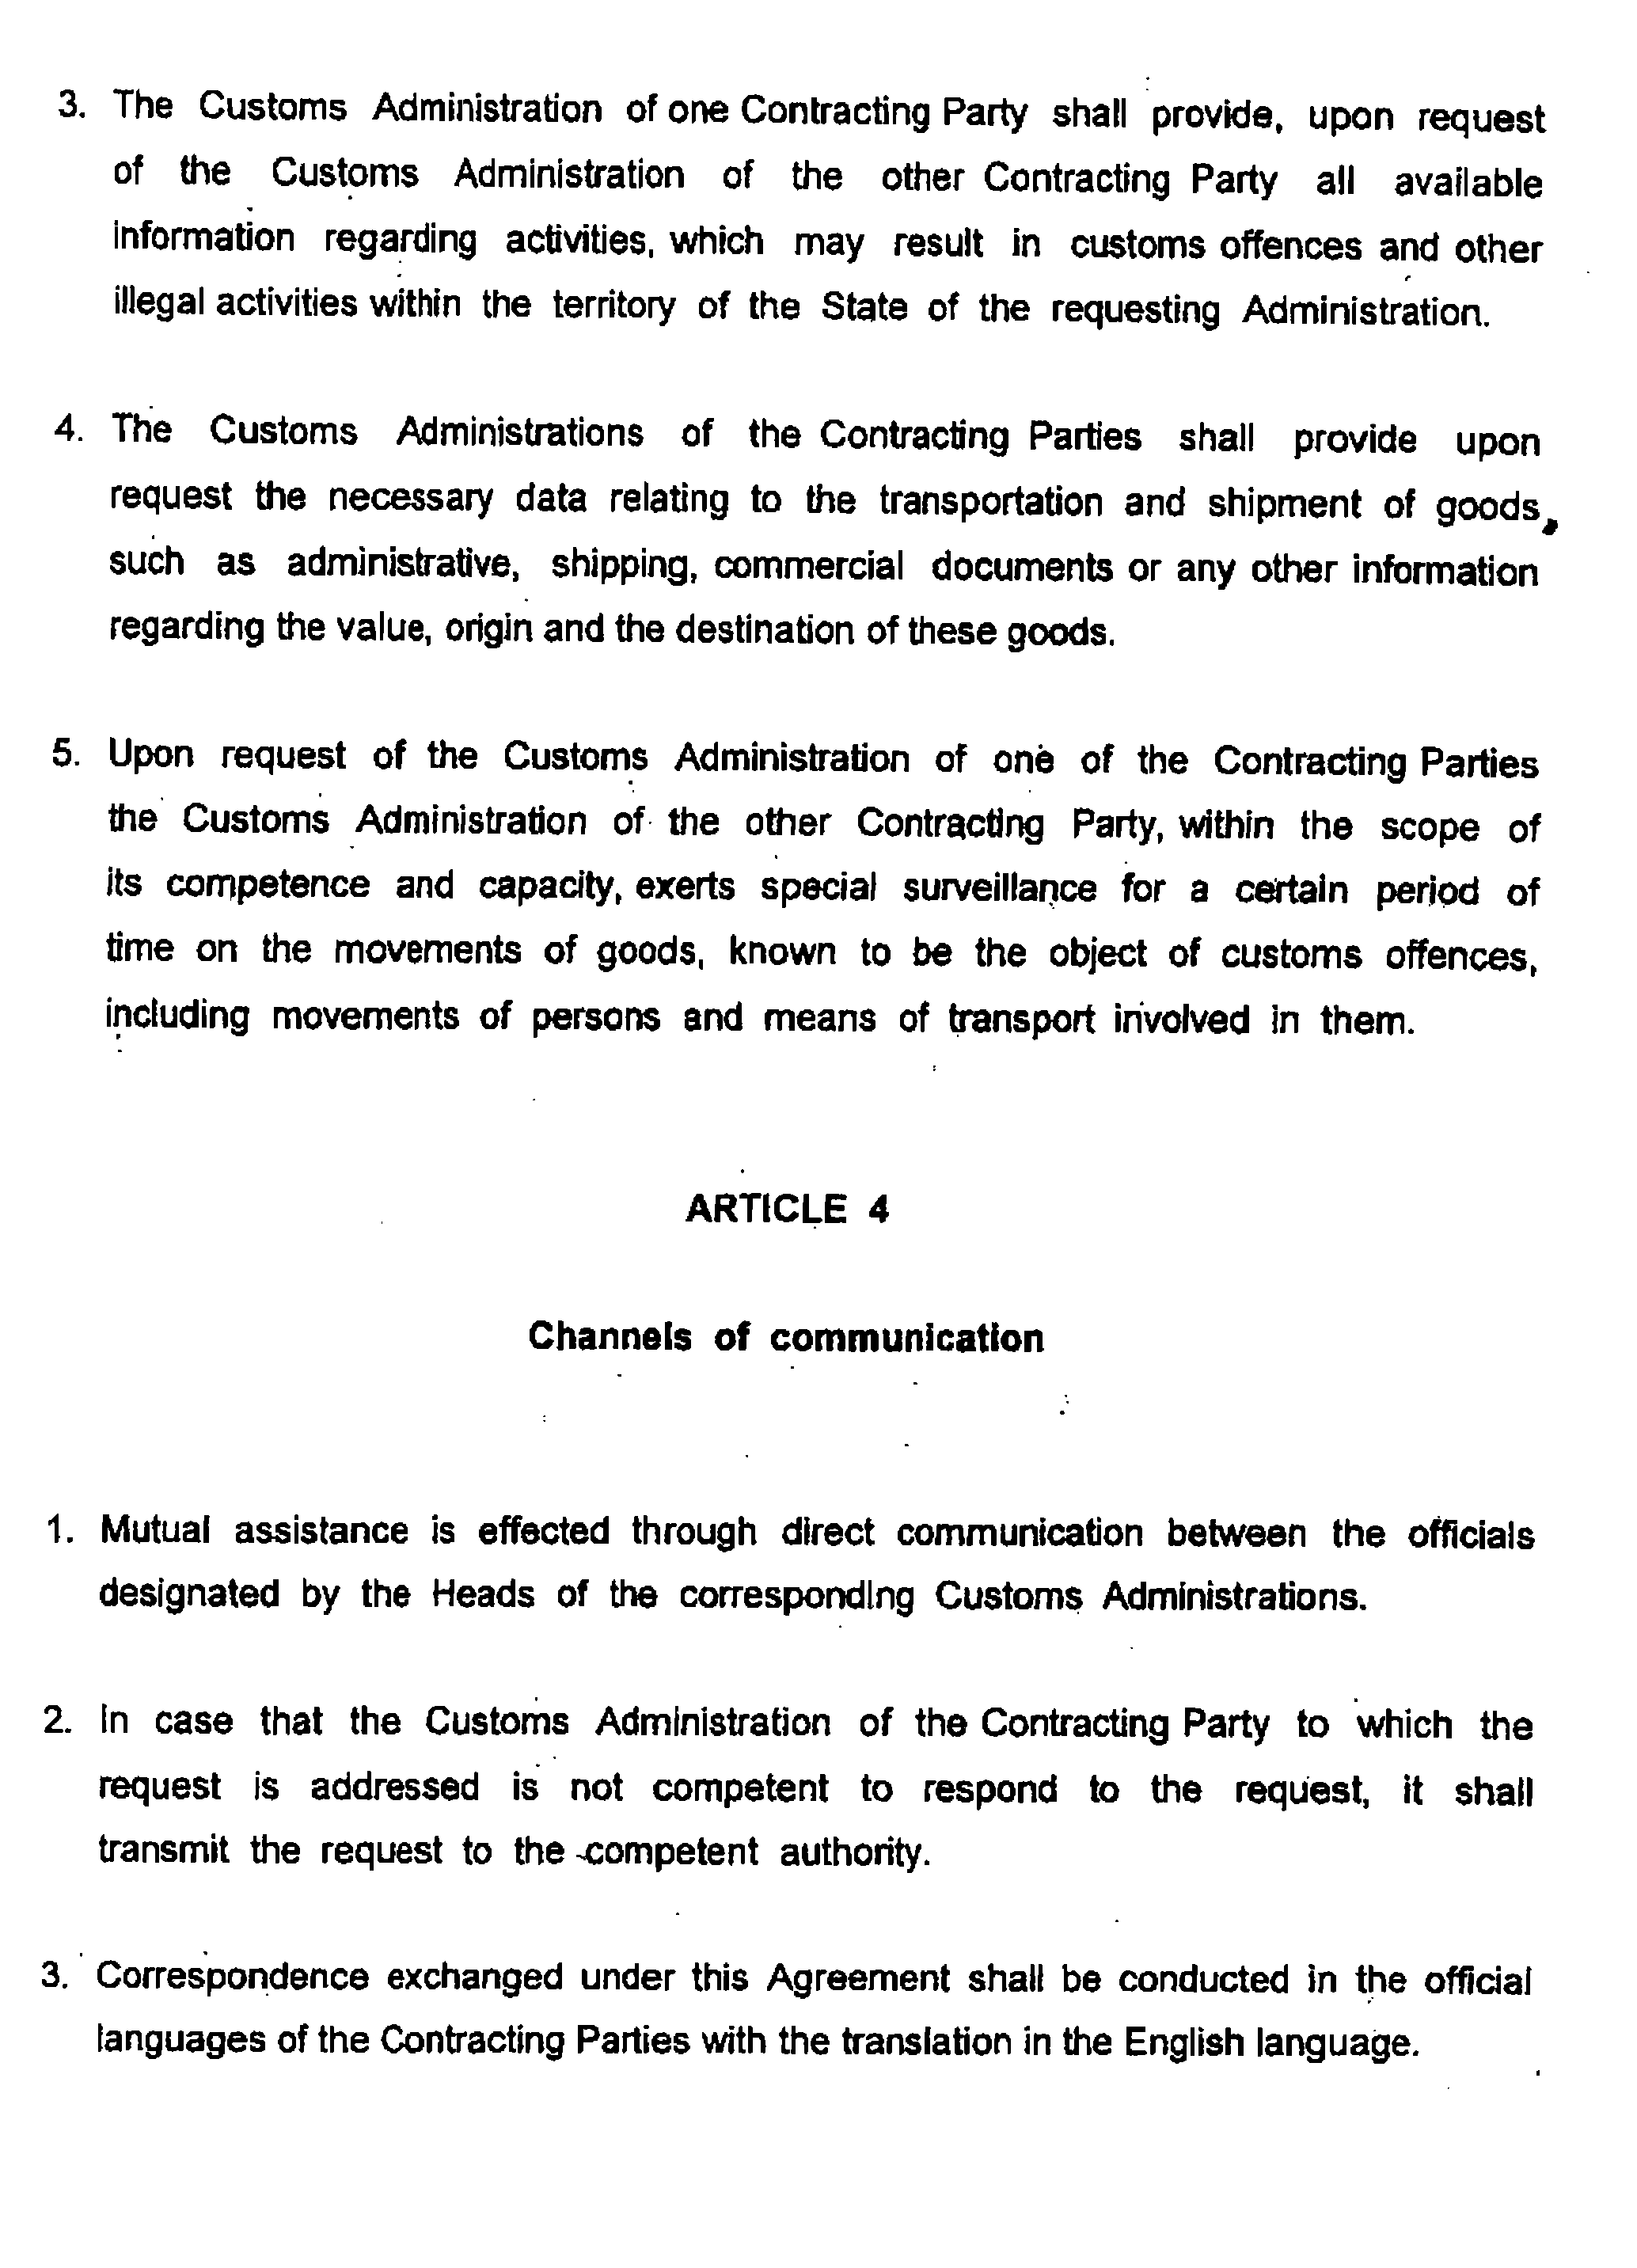 3. The Customs Administration of one Contracting Party shall provide, upon request
of the Customs Administration of the other Contracting Party all available
information regarding activities, which may result in customs offences and other
illegal activities within the territory of the State of the requesting Administration.
4. The Customs Administrations of the Contracting Parties shall provide upon
request the necessary data relating to the transportation and shipment of goods,
such as administrative, shipping, commercial documents or any other information
regarding the value, origin and the destination of these goods.
5. Upon request of the Customs Administration of one of the Contracting Parties
the Customs Administration of the other Contracting Party, within the scope of
its competence and capacity, exerts special surveillance for a certain period of
time on the movements of goods, known to be the object of customs offences,
including movements of persons and means of transport involved in them.
ARTICLE 4
Channels of communication
1. Mutual assistance is effected through direct communication between the officials
designated by the Heads of the corresponding Customs Administrations.
2. In case that the Customs Administration of the Contracting Party to which the
request is addressed is not competent to respond to the request, it shall
transmit the request to the competent authority.
3. Correspondence exchanged under this Agreement shall be conducted in the official
languages of the Contracting Parties with the translation in the English language.